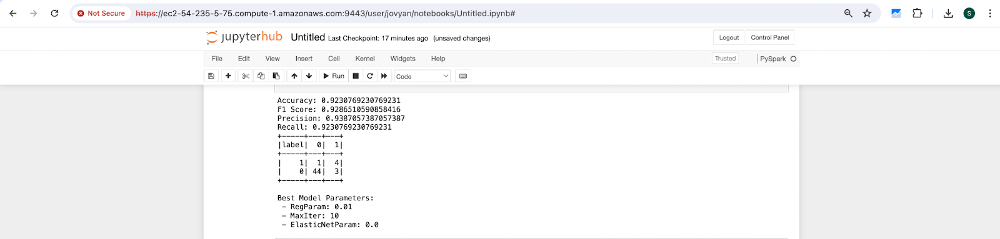 Not Secure https://ec2-54-235-5-75.compute-1.amazonaws.com:9443/user/jovyan/notebooks/Untitled.ipynb# S
jupyterhub Untitled Last Checkpoint: 17 minutes ago (unsaved changes) Logout Control Panel
File Edit View Insert Cell Kernel Widgets Help Trusted PySpark
Run Code
Accuracy: 0.9230769230769231
F1 Score: 0.9286510590858416
Precision: 0.9387057387057387
Recall: 0.9230769230769231
+-----+---+---+
|label|  0|  1|
+-----+---+---+
|    1|  1|  4|
|    0| 44|  3|
+-----+---+---+
Best Model Parameters:
 - RegParam: 0.01
 - MaxIter: 10
 - ElasticNetParam: 0.0